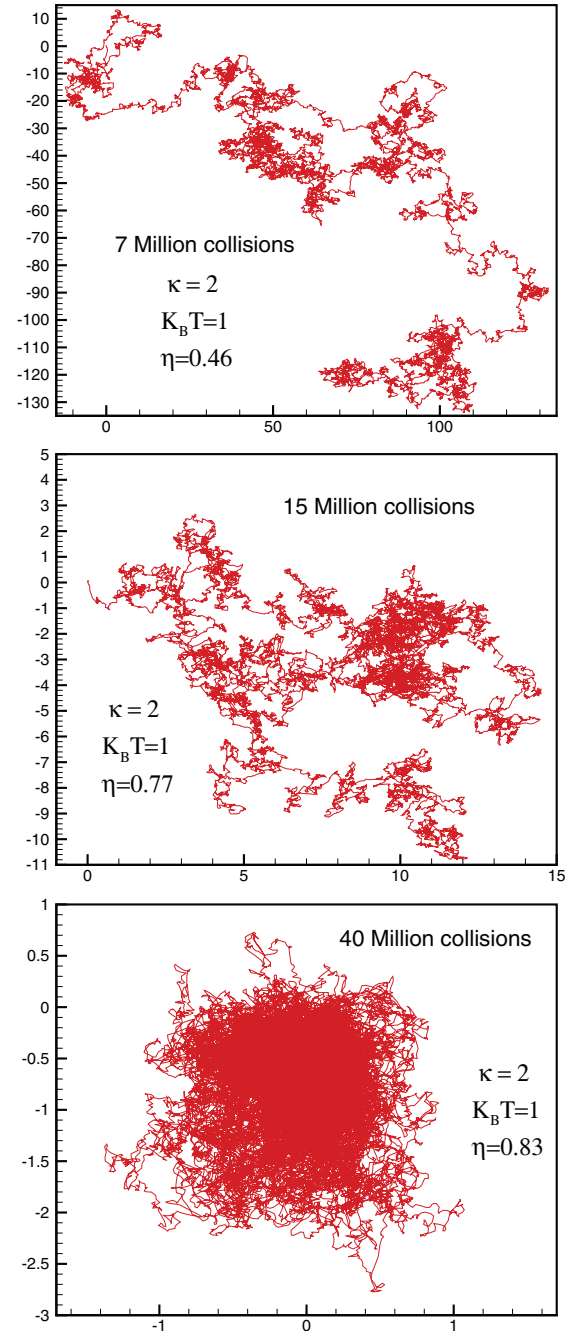 10
0
-10
-20
-30
-40
-50
-60
-70
-80
-90
-100
-110
-120
-130
7 Million collisions
κ = 2
K_BT=1
η=0.46
0 50 100
5
4
3
2
1
0
-1
-2
-3
-4
-5
-6
-7
-8
-9
-10
-11
15 Million collisions
κ = 2
K_BT=1
η=0.77
0 5 10 15
1
0.5
0
-0.5
-1
-1.5
-2
-2.5
-3
40 Million collisions
κ = 2
K_BT=1
η=0.83
-1 0 1